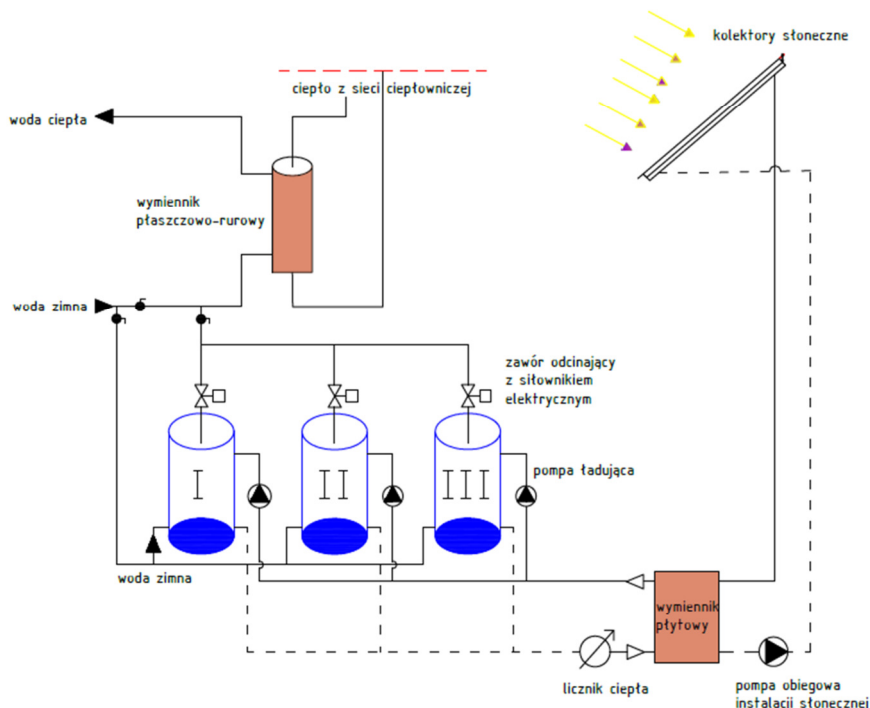 kolektory słoneczne
ciepło z sieci ciepłowniczej
woda ciepła
wymiennik
płaszczowo-rurowy
woda zimna
zawór odcinający
z siłownikiem
elektrycznym
I
II
III
pompa ładująca
woda zimna
wymiennik
płytowy
licznik ciepła
pompa obiegowa
instalacji słonecznej